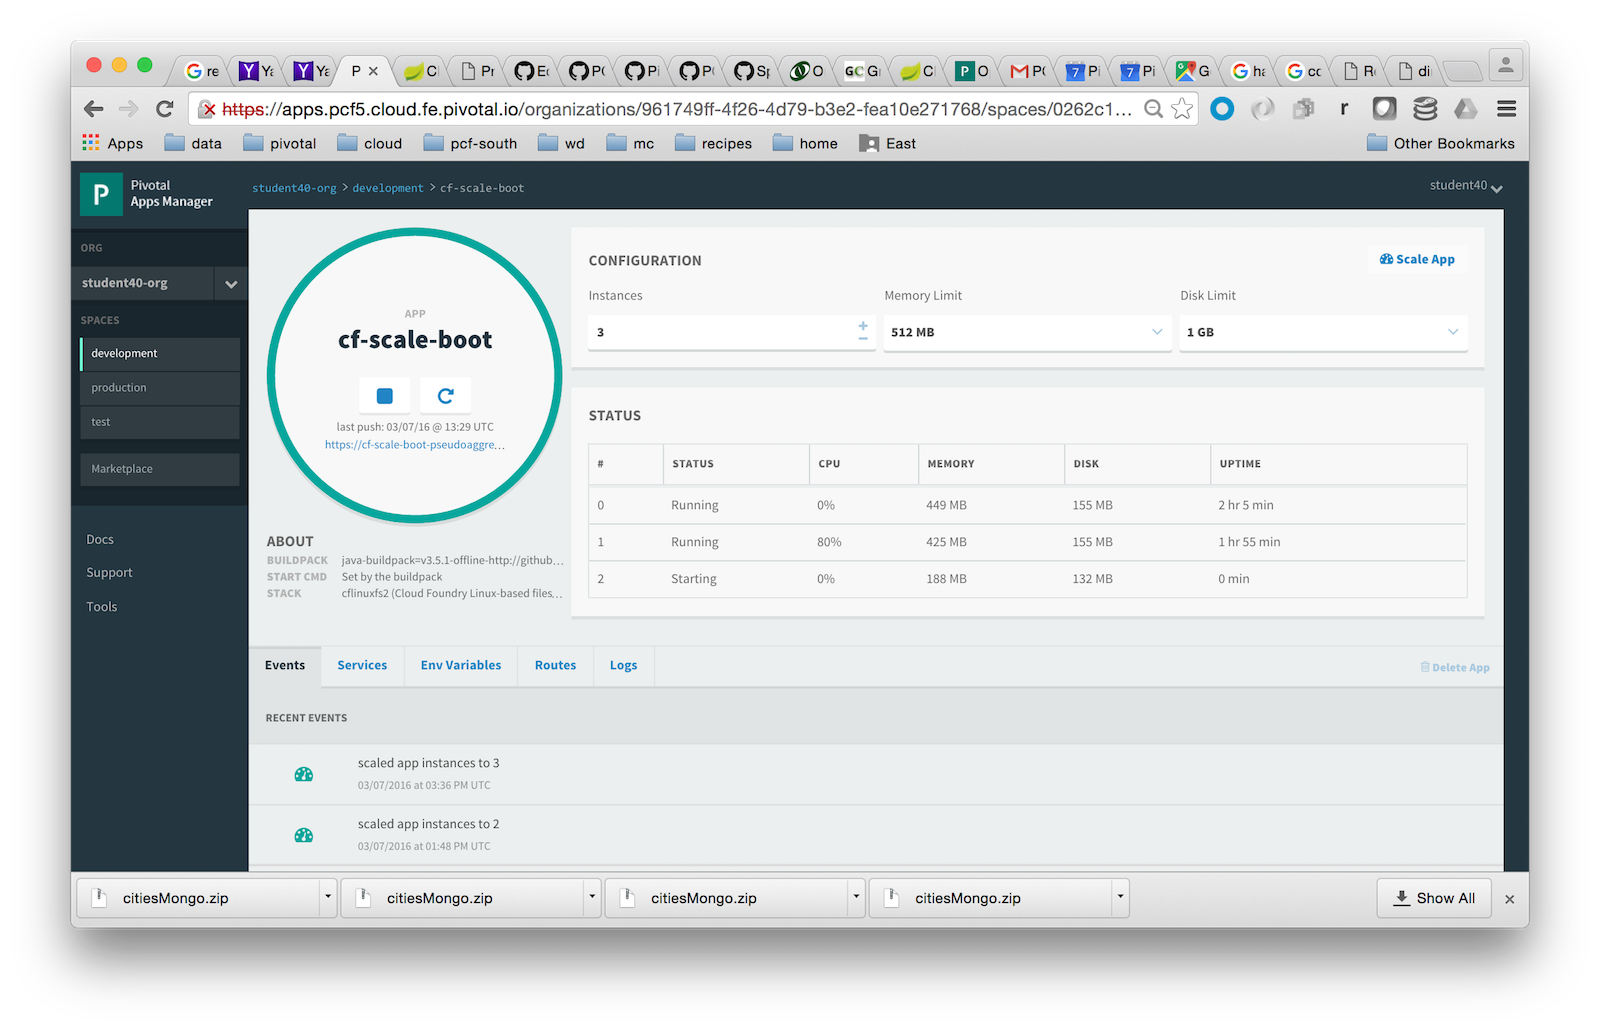 re
Ya
Ya
P
C
Pr
Ec
PC
Pi
P
Sp
O
GC
G
C
P
O
PC
7
Pi
7
Pi
G
ha
cc
R
di
https://apps.pcf5.cloud.fe.pivotal.io/organizations/961749ff-4f26-4d79-b3e2-fea10e271768/spaces/0262c1...
r
Apps
data
pivotal
cloud
pcf-south
wd
mc
recipes
home
East
Other Bookmarks
P
Pivotal
Apps Manager
student40-org > development > cf-scale-boot
student40
ORG
student40-org
SPACES
development
production
test
Marketplace
Docs
Support
Tools
APP
cf-scale-boot
last push: 03/07/16 @ 13:29 UTC
https://cf-scale-boot-pseudoaggre...
ABOUT
BUILDPACK java-buildpack=v3.5.1-offline-http://github...
START CMD Set by the buildpack
STACK cflinuxfs2 (Cloud Foundry Linux-based files...
CONFIGURATION
Scale App
Instances Memory Limit Disk Limit
3 512 MB 1 GB
STATUS
# STATUS CPU MEMORY DISK UPTIME
0 Running 0% 449 MB 155 MB 2 hr 5 min
1 Running 80% 425 MB 155 MB 1 hr 55 min
2 Starting 0% 188 MB 132 MB 0 min
Events Services Env Variables Routes Logs
Delete App
RECENT EVENTS
scaled app instances to 3
03/07/2016 at 03:36 PM UTC
scaled app instances to 2
03/07/2016 at 01:48 PM UTC
citiesMongo.zip citiesMongo.zip citiesMongo.zip citiesMongo.zip
Show All